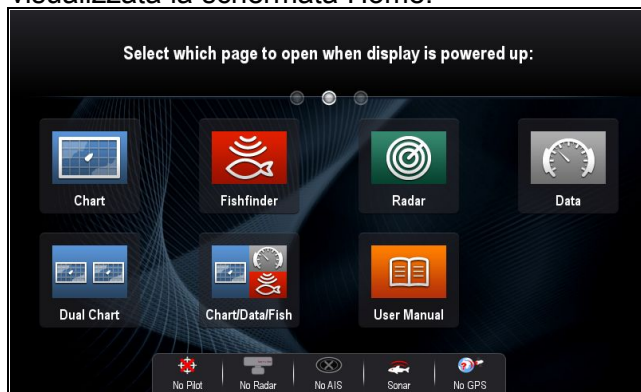 visualizzata la schermata Home.
Select which page to open when display is powered up:
Chart
Fishfinder
Radar
Data
Dual Chart
Chart/Data/Fish
User Manual
No Pilot
No Radar
No AIS
Sonar
No GPS